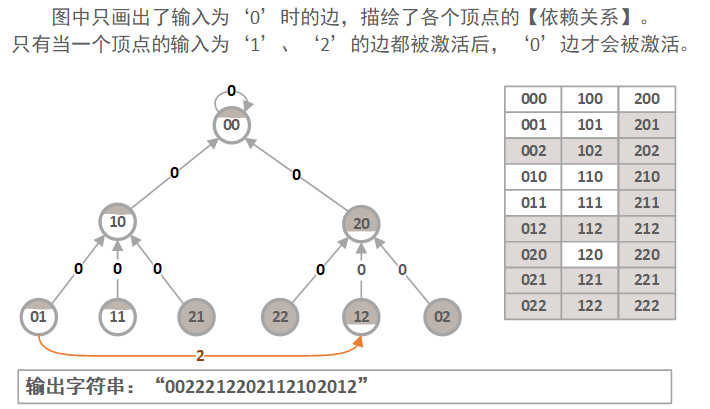 图中只画出了输入为‘0’时的边，描绘了各个顶点的【依赖关系】。
只有当一个顶点的输入为‘1’、‘2’的边都被激活后，‘0’边才会被激活。
0
00
0 0
10 20
0 0 0 0 0 0
01 11 21 22 12 02
2
000 100 200
001 101 201
002 102 202
010 110 210
011 111 211
012 112 212
020 120 220
021 121 221
022 122 222
输出字符串：“0022212202112102012”